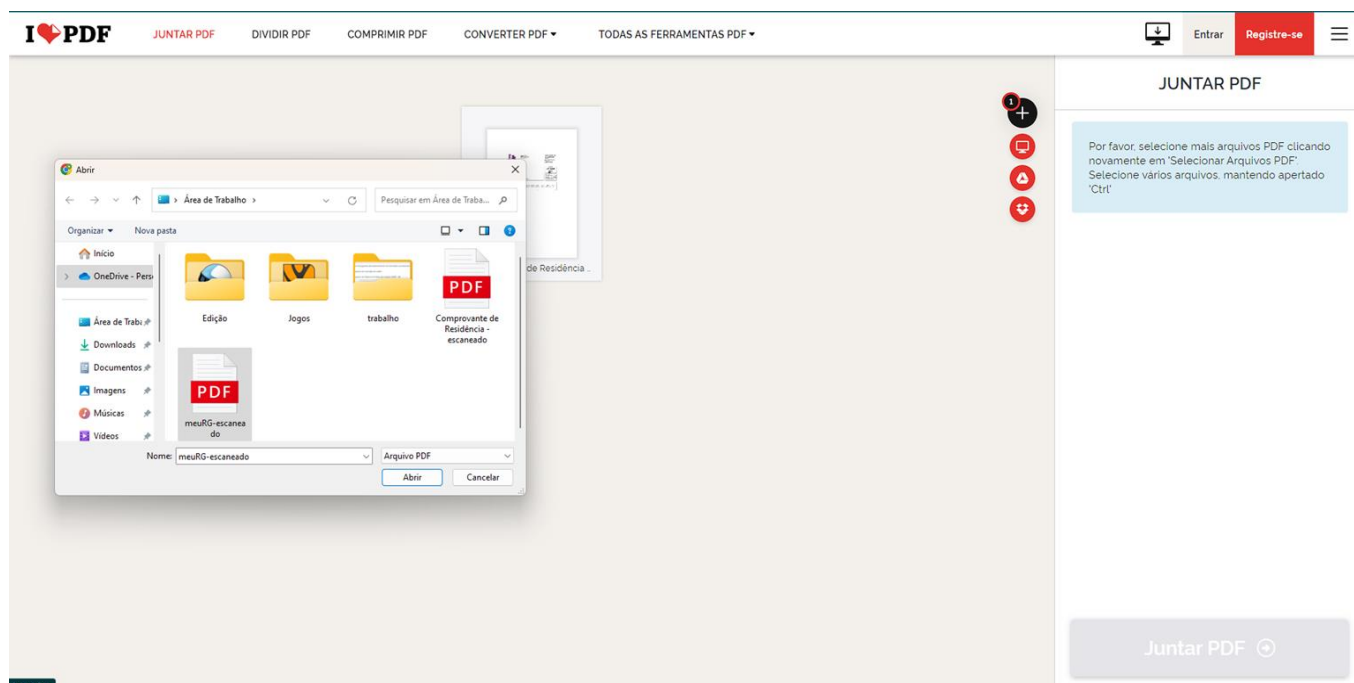 I PDF JUNTAR PDF DIVIDIR PDF COMPRIMIR PDF CONVERTER PDF TODAS AS FERRAMENTAS PDF Entrar Registre-se
JUNTAR PDF
1
Por favor, selecione mais arquivos PDF clicando
novamente em 'Selecionar Arquivos PDF'.
Selecione vários arquivos, mantendo apertado
'Ctrl'
Abrir
Área de Trabalho
Pesquisar em Área de Traba...
Organizar Nova pasta
Início
OneDrive - Pers
Área de Traba
Downloads
Documentos
Imagens
Músicas
Vídeos
Edição
Jogos
trabalho
PDF
Comprovante de
Residência -
escaneado
PDF
meuRG-escanea
do
de Residência ..
Nome: meuRG-escaneado Arquivo PDF
Abrir Cancelar
Juntar PDF